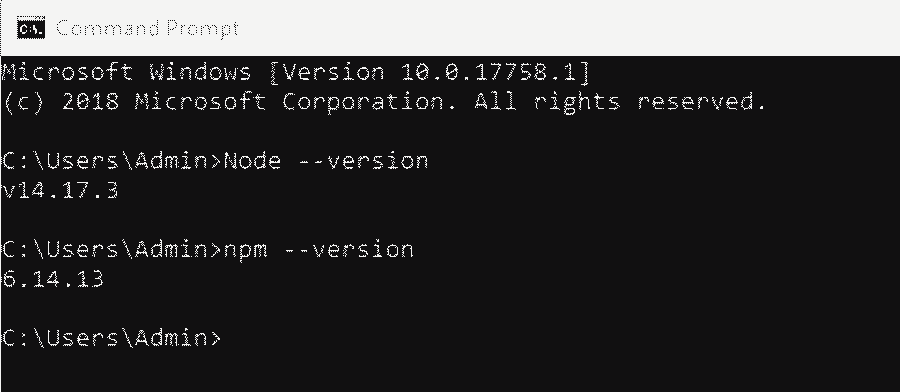 Command Prompt
Microsoft Windows [Version 10.0.17758.1]
(c) 2018 Microsoft Corporation. All rights reserved.
C:\Users\Admin>Node --version
v14.17.3
C:\Users\Admin>npm --version
6.14.13
C:\Users\Admin>